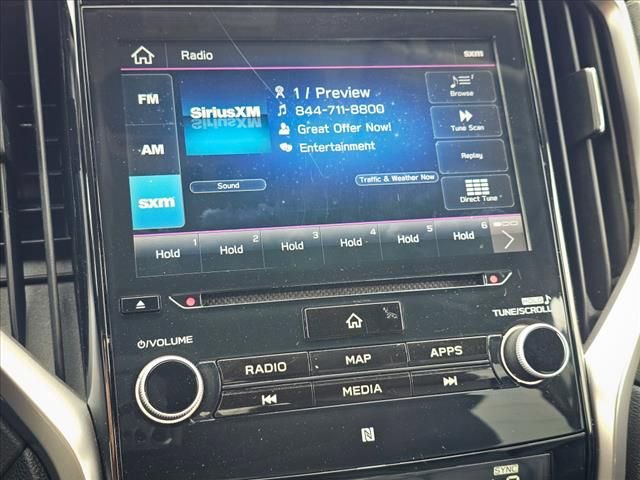 Radio
sxm
FM
AM
sxm
SiriusXM
1 / Preview
844-711-8800
Great Offer Now!
Entertainment
Sound
Traffic & Weather Now
Browse
Tune Scan
Replay
Direct Tune
Hold 1
Hold 2
Hold 3
Hold 4
Hold 5
Hold 6
VOLUME
TUNE/SCROLL
RADIO
MAP
APPS
MEDIA
N
SYNC